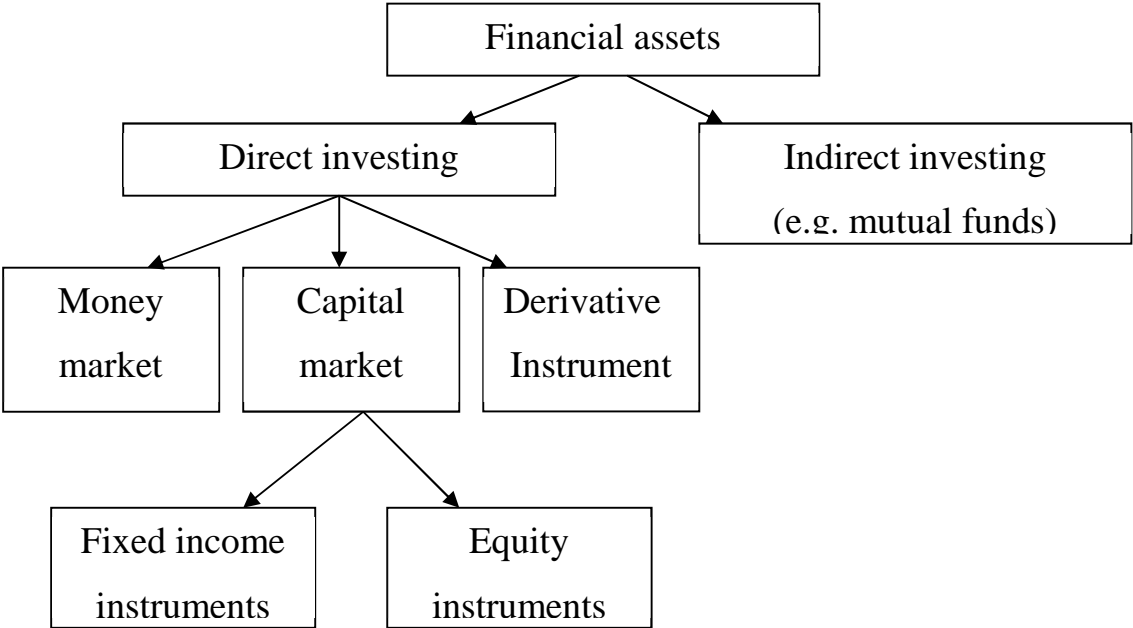 Financial assets
Direct investing
Indirect investing
(e.g. mutual funds)
Money
market
Capital
market
Derivative
Instrument
Fixed income
instruments
Equity
instruments